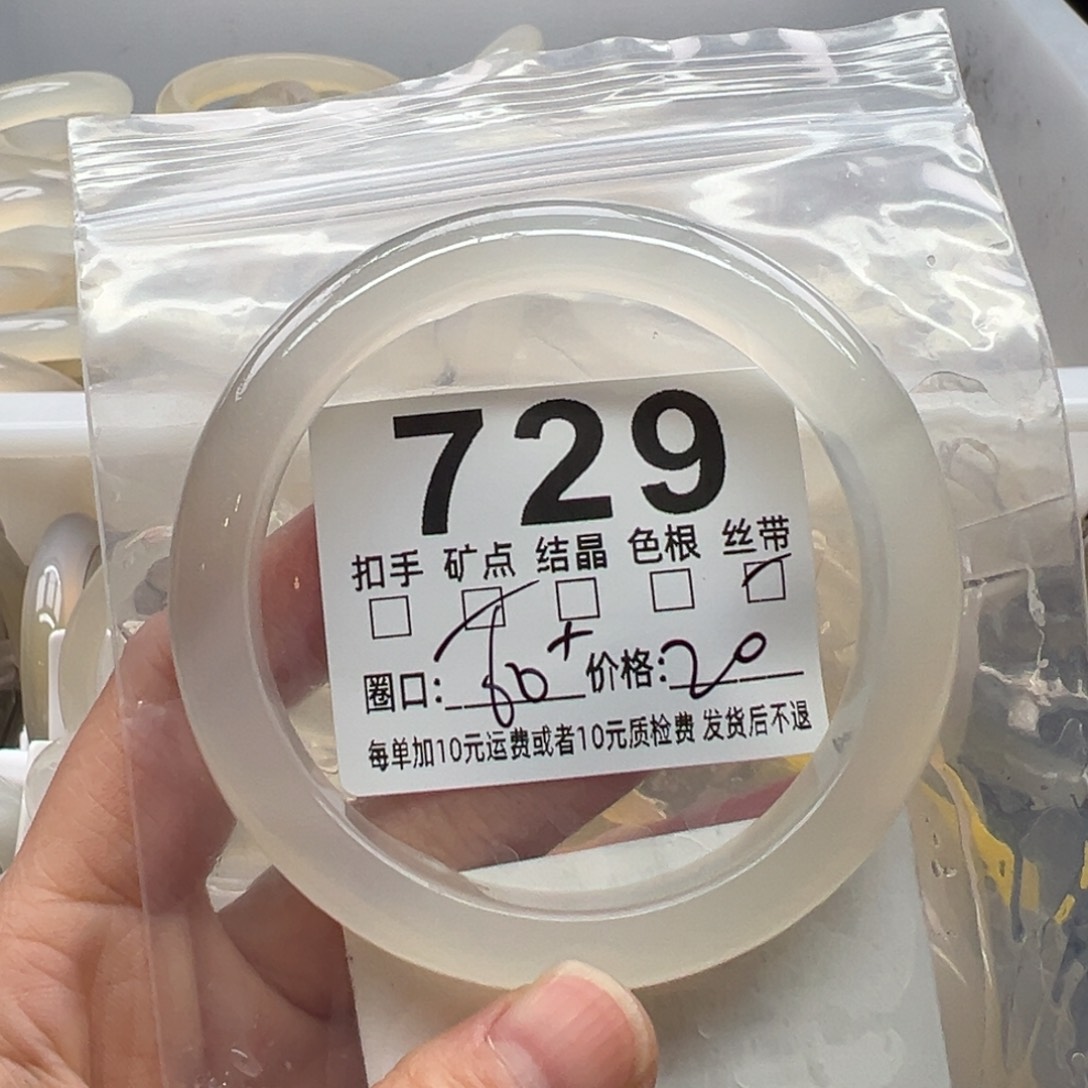 729
扣手 矿点 结晶 色根 丝带
圈口: 价格:20
每单加10元运费或者10元质检费 发货后不退